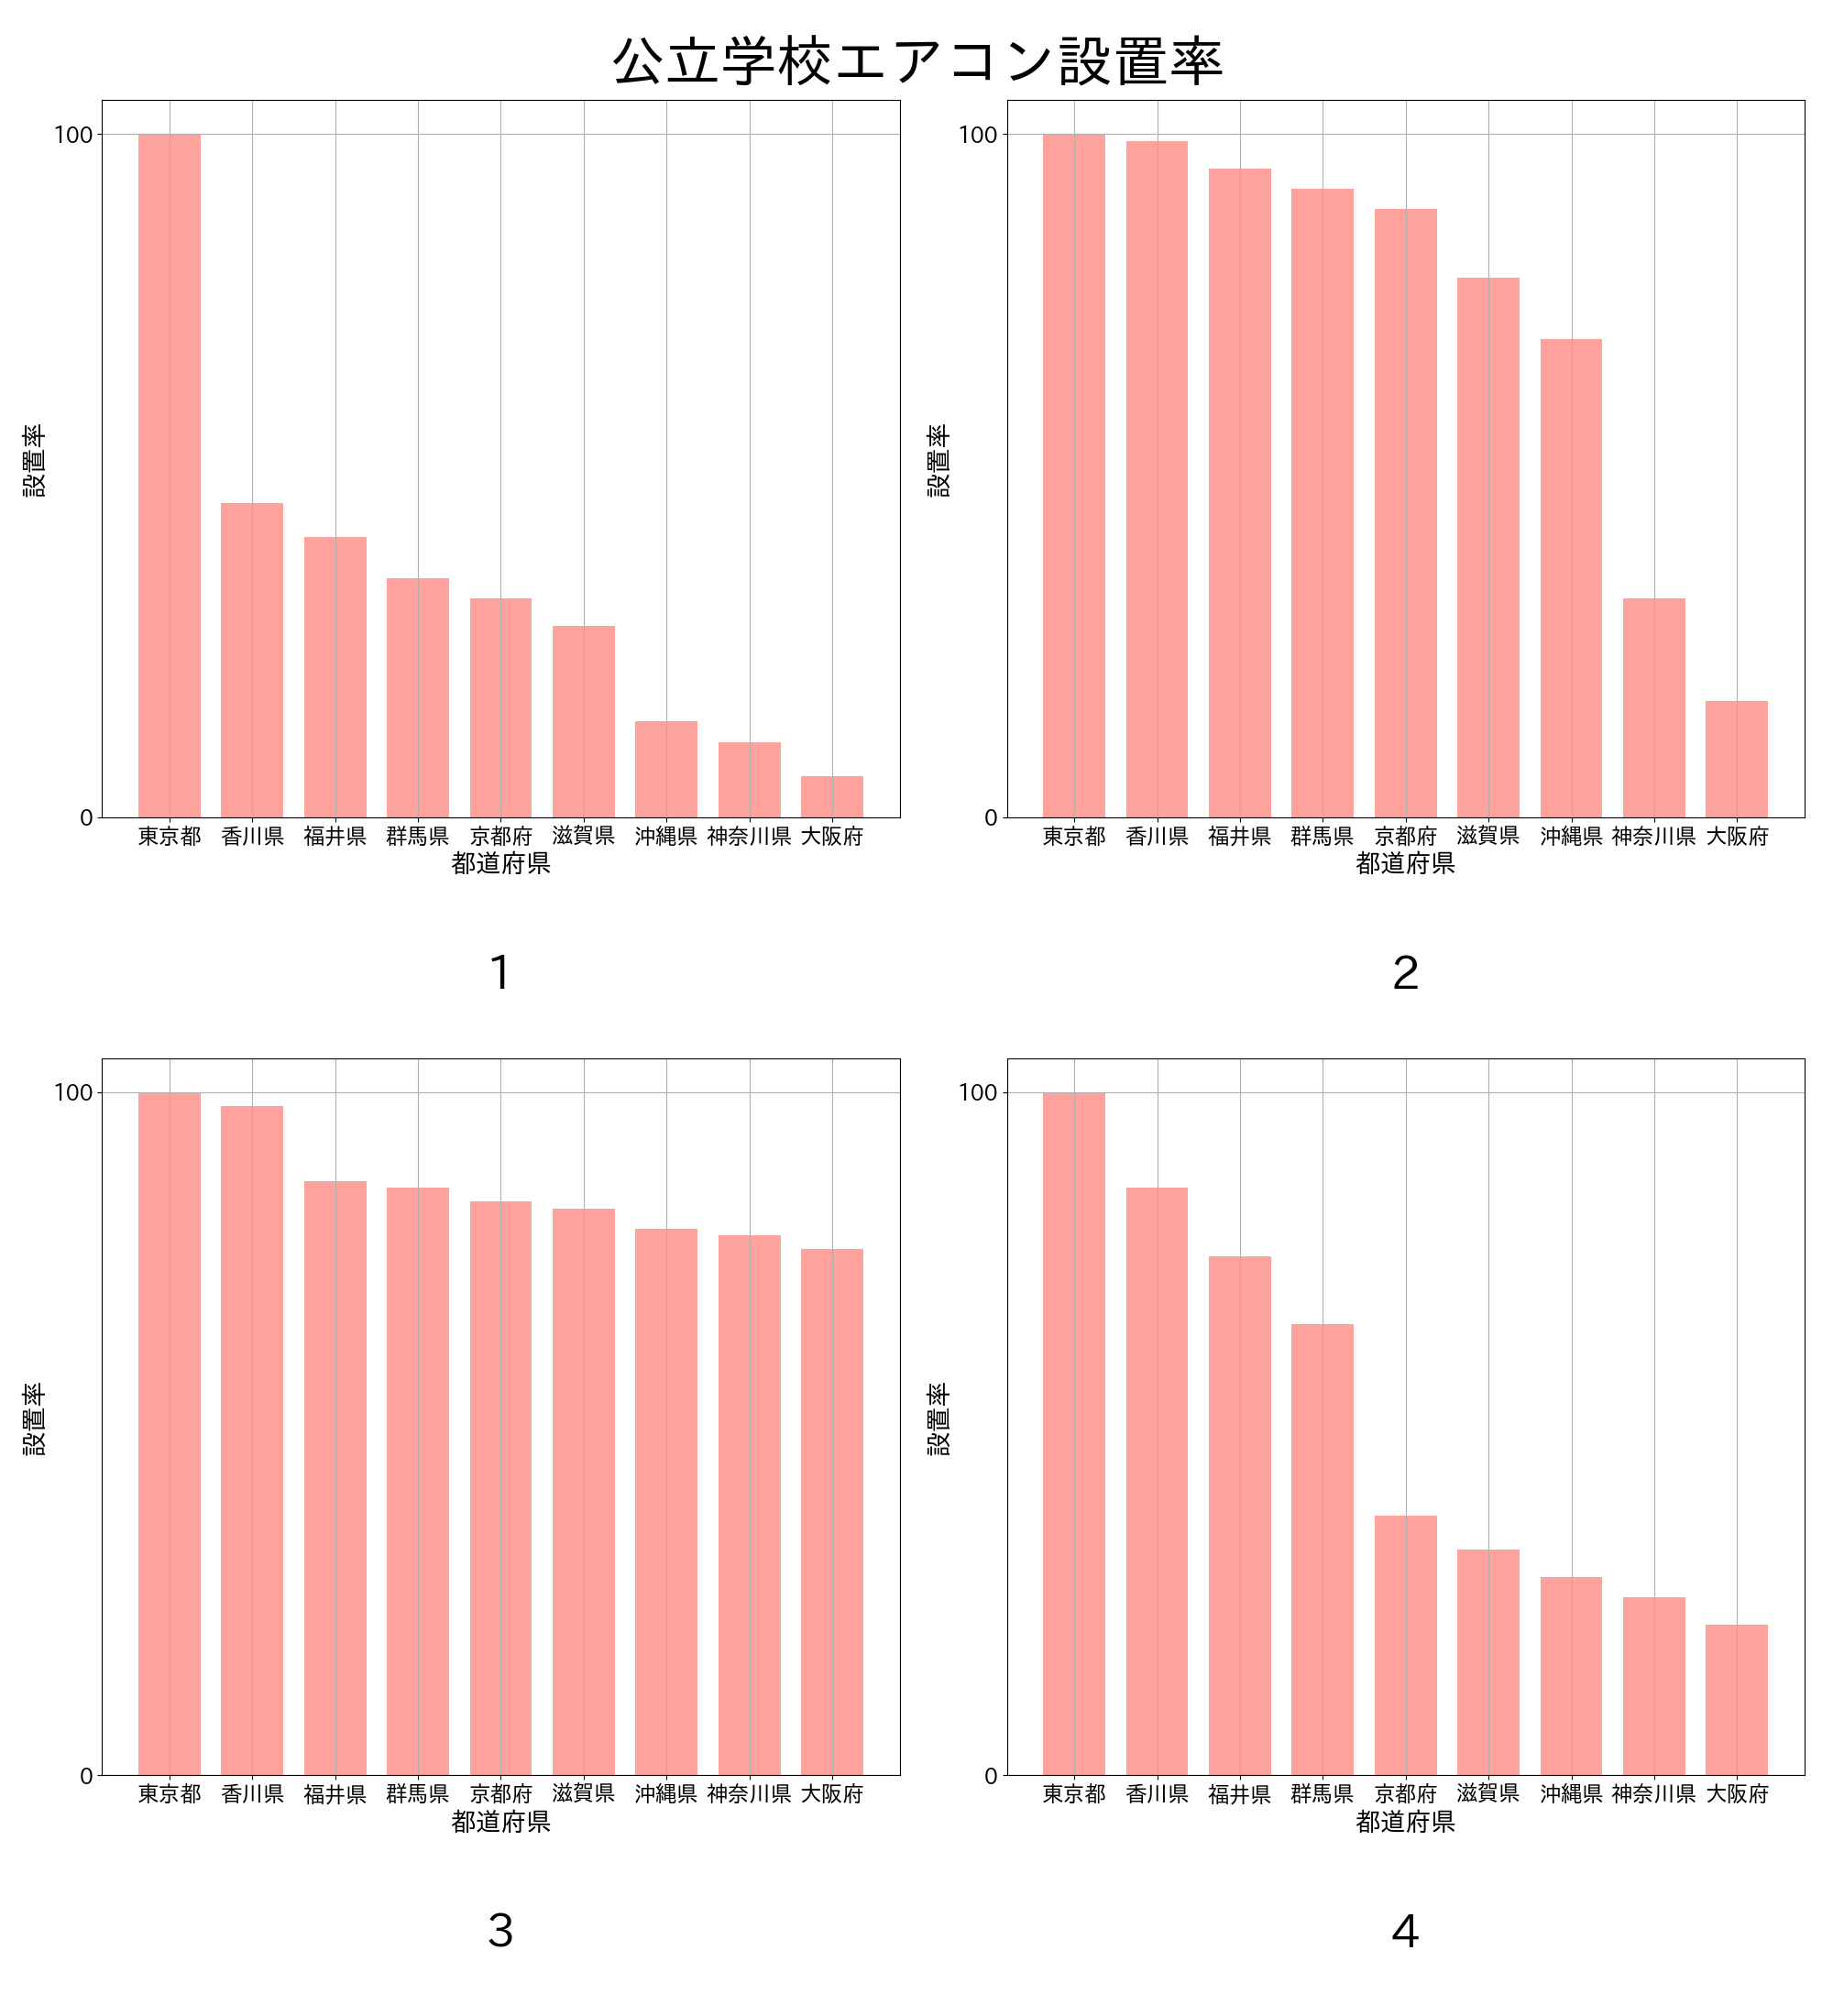 公立学校エアコン設置率
100
0
設置率
東京都 香川県 福井県 群馬県 京都府 滋賀県 沖縄県 神奈川県 大阪府
都道府県
1
100
0
設置率
東京都 香川県 福井県 群馬県 京都府 滋賀県 沖縄県 神奈川県 大阪府
都道府県
2
100
0
設置率
東京都 香川県 福井県 群馬県 京都府 滋賀県 沖縄県 神奈川県 大阪府
都道府県
3
100
0
設置率
東京都 香川県 福井県 群馬県 京都府 滋賀県 沖縄県 神奈川県 大阪府
都道府県
4